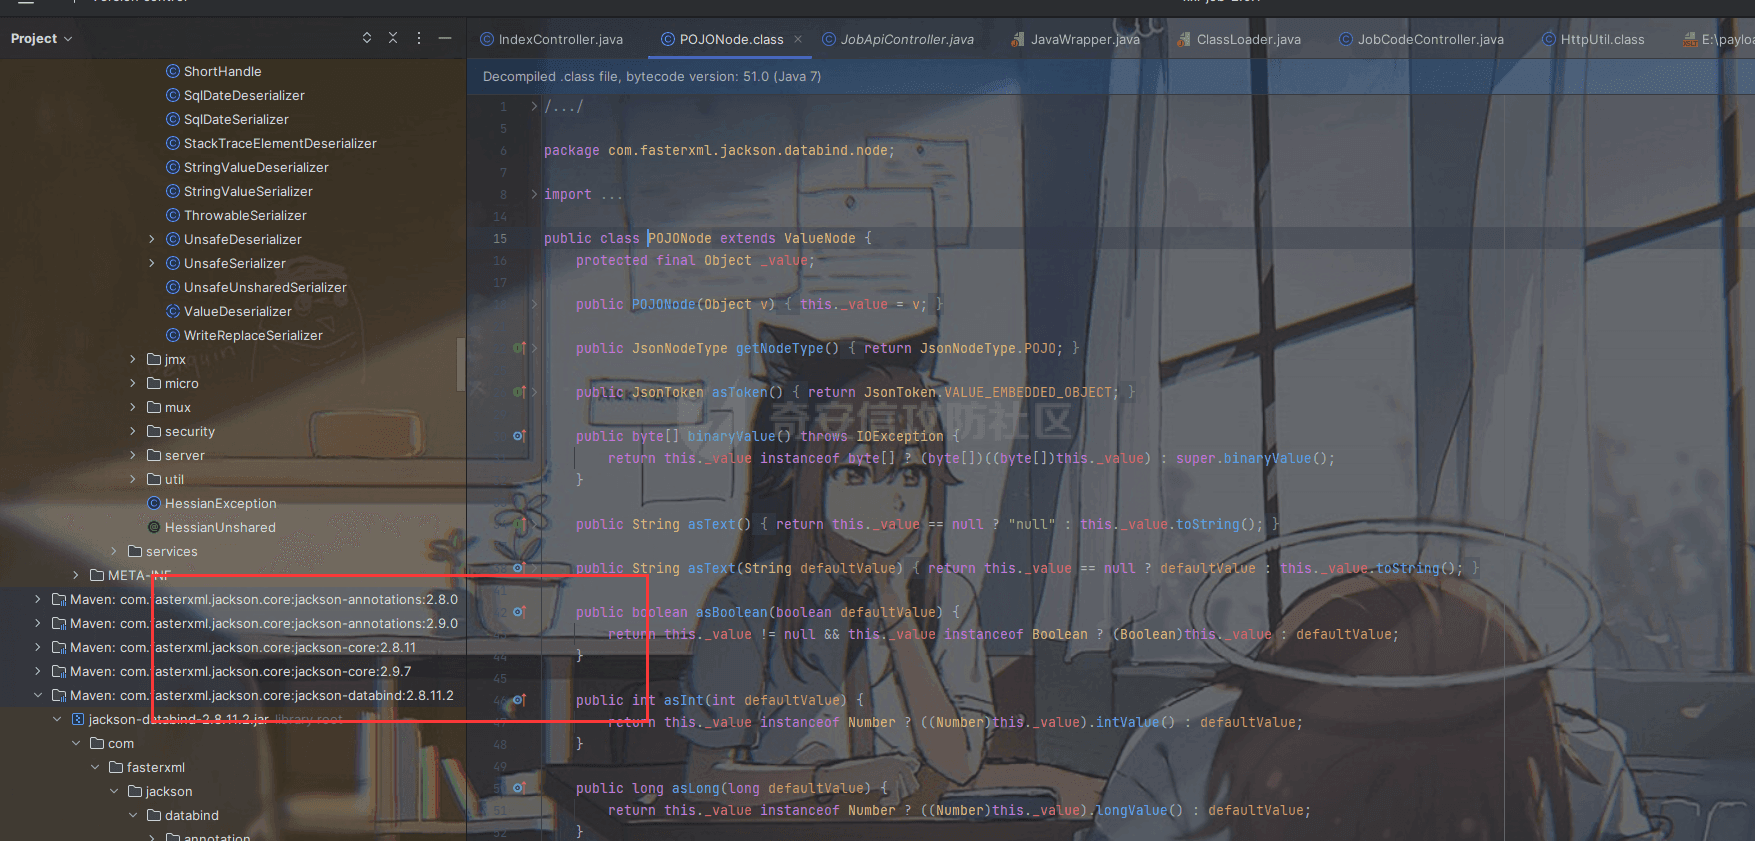 Project
IndexController.java
POJONode.class
JobApiController.java
JavaWrapper.java
ClassLoader.java
JobCodeController.java
HttpUtil.class
E:\payloa
Decompiled .class file, bytecode version: 51.0 (Java 7)
ShortHandle
SqlDateDeserializer
SqlDateSerializer
StackTraceElementDeserializer
StringValueDeserializer
StringValueSerializer
ThrowableSerializer
UnsafeDeserializer
UnsafeSerializer
UnsafeUnsharedSerializer
ValueDeserializer
WriteReplaceSerializer
jmx
micro
mux
security
server
util
HessianException
HessianUnshared
services
META-INF
Maven: com.fasterxml.jackson.core:jackson-annotations:2.8.0
Maven: com.fasterxml.jackson.core:jackson-annotations:2.9.0
Maven: com.fasterxml.jackson.core:jackson-core:2.8.11
Maven: com.fasterxml.jackson.core:jackson-core:2.9.7
Maven: com.fasterxml.jackson.core:jackson-databind:2.8.11.2
jackson-databind-2.8.11.2.jar library root
com
fasterxml
jackson
databind
annotation
1 /.../
5
6 package com.fasterxml.jackson.databind.node;
7
8 import ...
14
15 public class POJONode extends ValueNode {
16 protected final Object _value;
17
public POJONode(Object v) { this._value = v; }
public JsonNodeType getNodeType() { return JsonNodeType.POJO; }
public JsonToken asToken() { return JsonToken.VALUE_EMBEDDED_OBJECT; }
奇安信攻防社区
public byte[] binaryValue() throws IOException {
return this._value instanceof byte[] ? (byte[])((byte[])this._value) : super.binaryValue();
}
public String asText() { return this._value == null ? "null" : this._value.toString(); }
public String asText(String defaultValue) { return this._value == null ? defaultValue : this._value.toString(); }
public boolean asBoolean(boolean defaultValue) {
return this._value != null && this._value instanceof Boolean ? (Boolean)this._value : defaultValue;
44 }
45
public int asInt(int defaultValue) {
return this._value instanceof Number ? ((Number)this._value).intValue() : defaultValue;
48 }
49
public long asLong(long defaultValue) {
51 return this._value instanceof Number ? ((Number)this._value).longValue() : defaultValue;
52 }